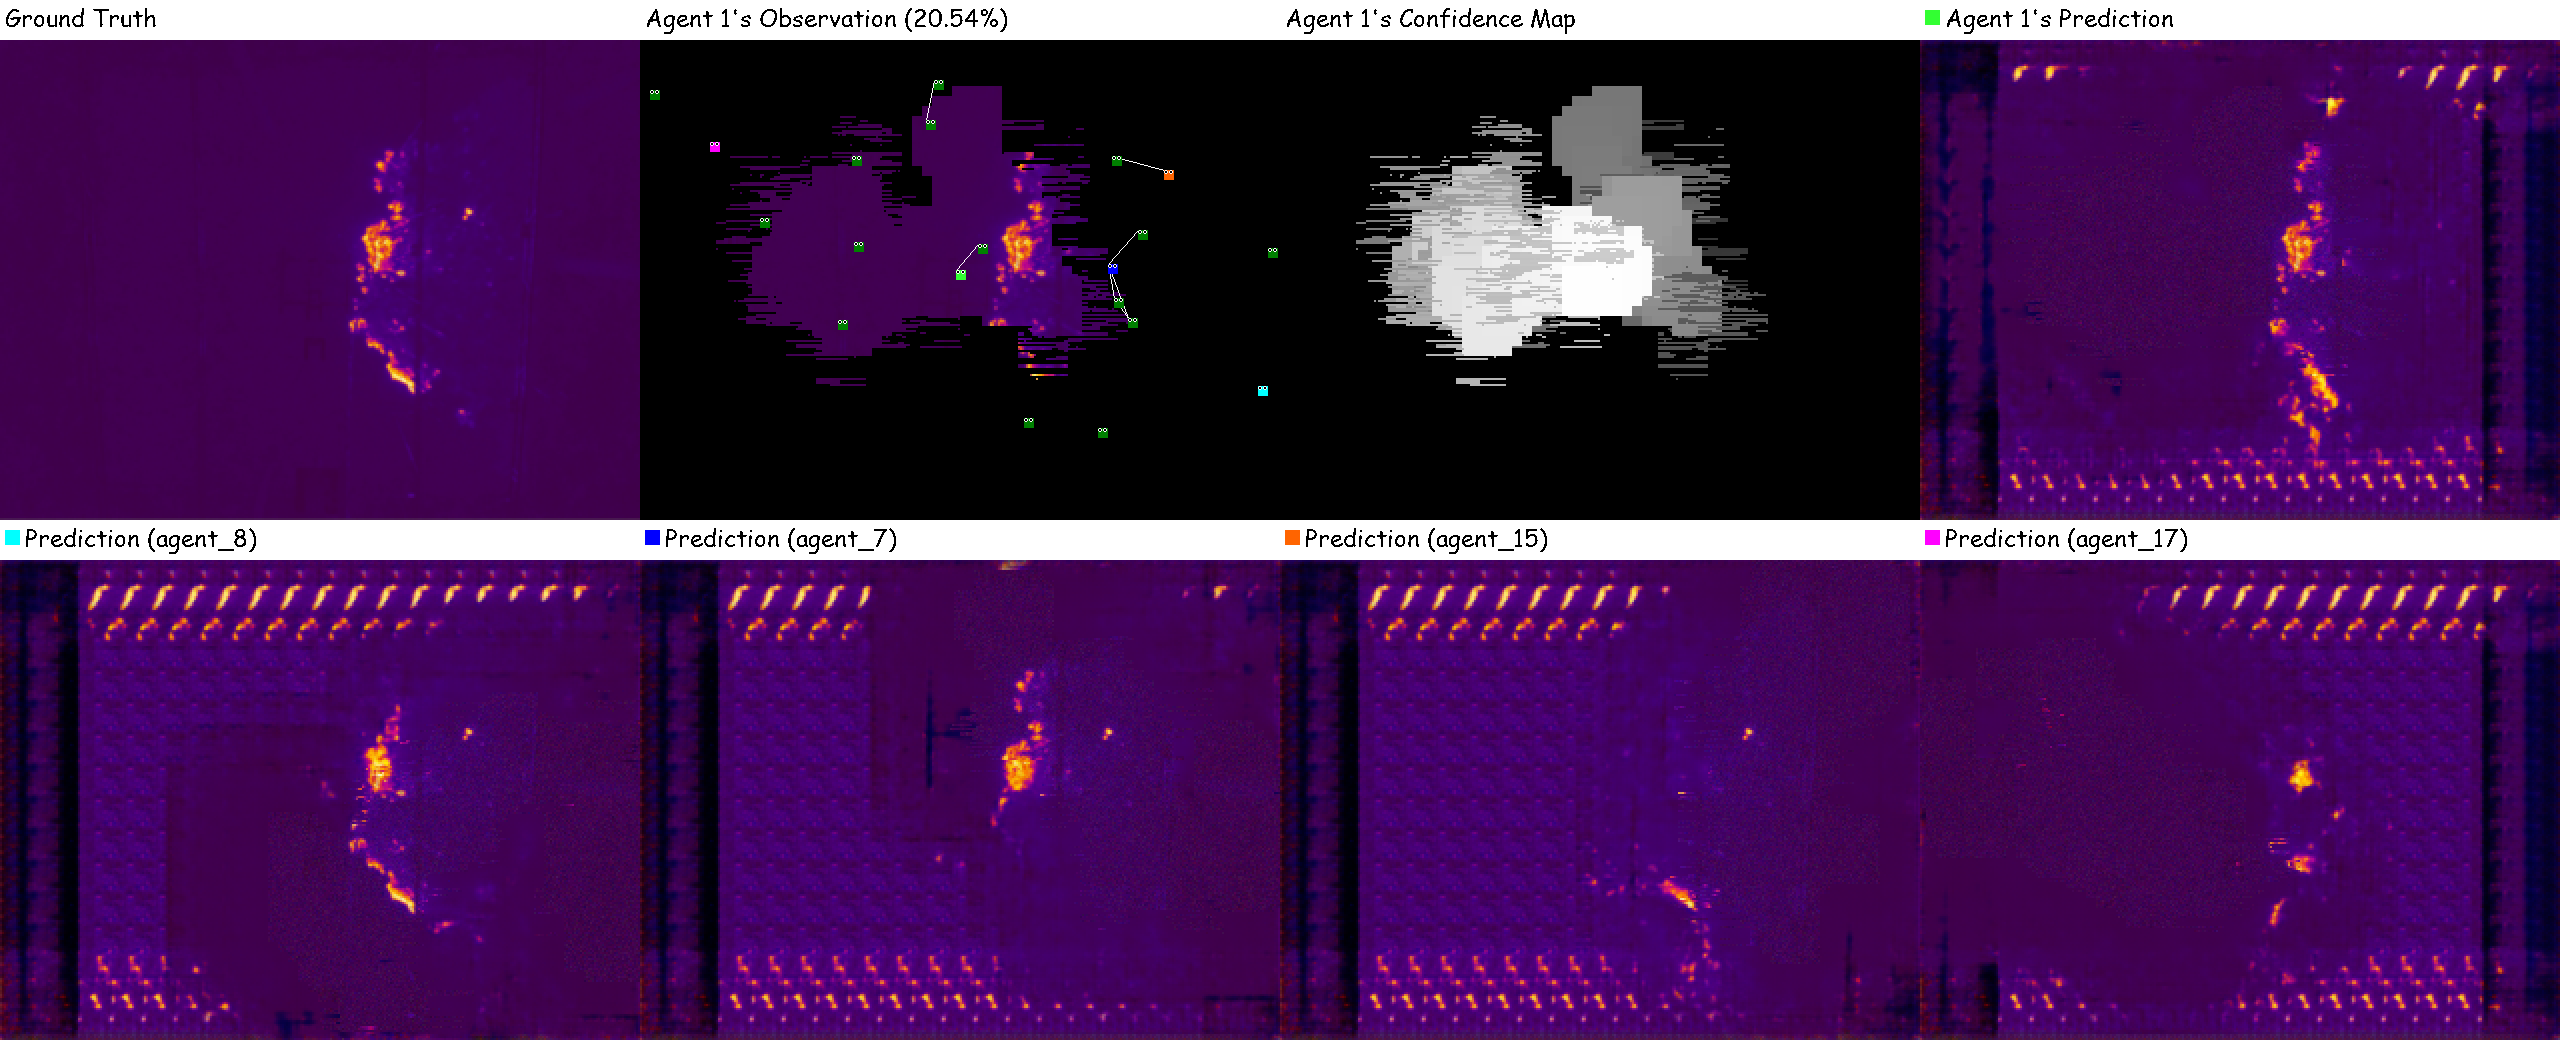 Ground Truth
Agent 1's Observation (20.54%)
Agent 1's Confidence Map
Agent 1's Prediction
Prediction (agent_8)
Prediction (agent_7)
Prediction (agent_15)
Prediction (agent_17)